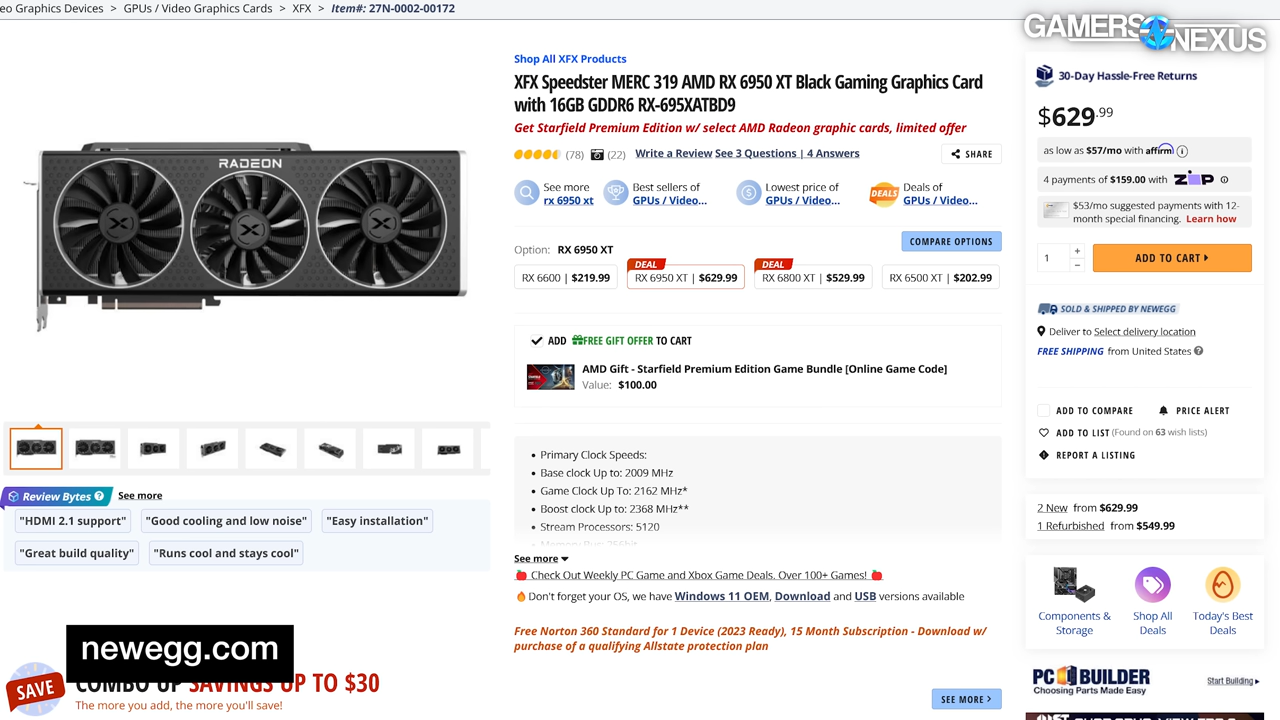 eo Graphics Devices > GPUs / Video Graphics Cards > XFX > Item#: 27N-0002-00172
GAMERS NEXUS
RADEON
Shop All XFX Products
XFX Speedster MERC 319 AMD RX 6950 XT Black Gaming Graphics Card
with 16GB GDDR6 RX-695XATBD9
Get Starfield Premium Edition w/ select AMD Radeon graphic cards, limited offer
(78) (22) Write a Review See 3 Questions | 4 Answers
SHARE
See more
rx 6950 xt
Best sellers of
GPUs / Video...
Lowest price of
GPUs / Video...
DEALS
Deals of
GPUs / Video...
Option: RX 6950 XT
COMPARE OPTIONS
RX 6600 | $219.99
DEAL
RX 6950 XT | $629.99
DEAL
RX 6800 XT | $529.99
RX 6500 XT | $202.99
ADD FREE GIFT OFFER TO CART
AMD Gift - Starfield Premium Edition Game Bundle [Online Game Code]
Value: $100.00
• Primary Clock Speeds:
• Base clock Up to: 2009 MHz
• Game Clock Up To: 2162 MHz*
• Boost clock Up to: 2368 MHz**
• Stream Processors: 5120
• Memory Bus: 256bit
See more
Check Out Weekly PC Game and Xbox Game Deals. Over 100+ Games!
Don't forget your OS, we have Windows 11 OEM, Download and USB versions available
Free Norton 360 Standard for 1 Device (2023 Ready), 15 Month Subscription - Download w/
purchase of a qualifying Allstate protection plan
SEE MORE >
Review Bytes ? See more
"HDMI 2.1 support"
"Good cooling and low noise"
"Easy installation"
"Great build quality"
"Runs cool and stays cool"
newegg.com
SAVE
COMBO UP SAVINGS UP TO $30
The more you add, the more you'll save!
30-Day Hassle-Free Returns
$629.99
as low as $57/mo with affirm
4 payments of $159.00 with ZIP
$53/mo suggested payments with 12-
month special financing. Learn how
1
+
−
ADD TO CART
SOLD & SHIPPED BY NEWEGG
Deliver to Select delivery location
FREE SHIPPING from United States
ADD TO COMPARE
PRICE ALERT
ADD TO LIST (Found on 63 wish lists)
REPORT A LISTING
2 New from $629.99
1 Refurbished from $549.99
Components &
Storage
Shop All
Deals
Today's Best
Deals
PC BUILDER
Choosing Parts Made Easy
Start Building